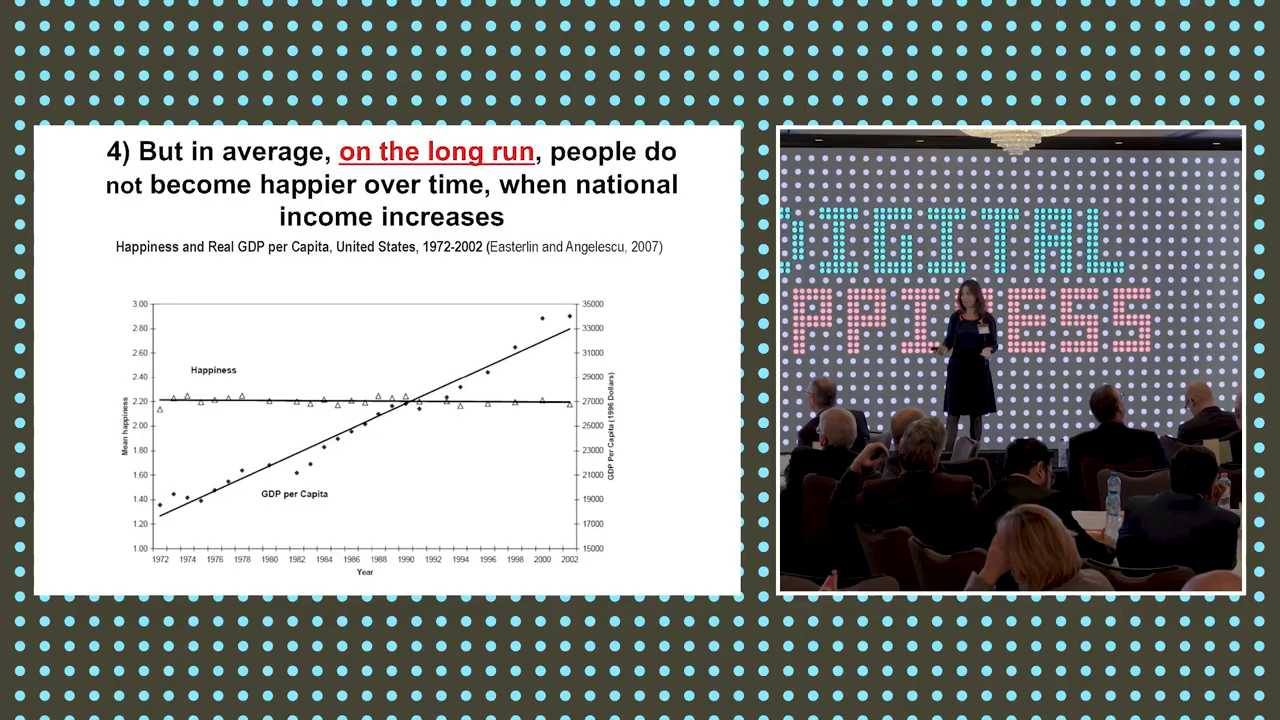 4) But in average, on the long run, people do
not become happier over time, when national
income increases
Happiness and Real GDP per Capita, United States, 1972-2002 (Easterlin and Angelescu, 2007)
3.00
2.80
2.60
2.40
2.20
2.00
1.80
1.60
1.40
1.20
1.00
Mean happiness
Happiness
GDP per Capita
35000
33000
31000
29000
27000
25000
23000
21000
19000
17000
15000
GDP Per Capita (1996 Dollars)
1972 1974 1976 1978 1980 1982 1984 1986 1988 1990 1992 1994 1996 1998 2000 2002
Year
DIGITAL
PPINESS